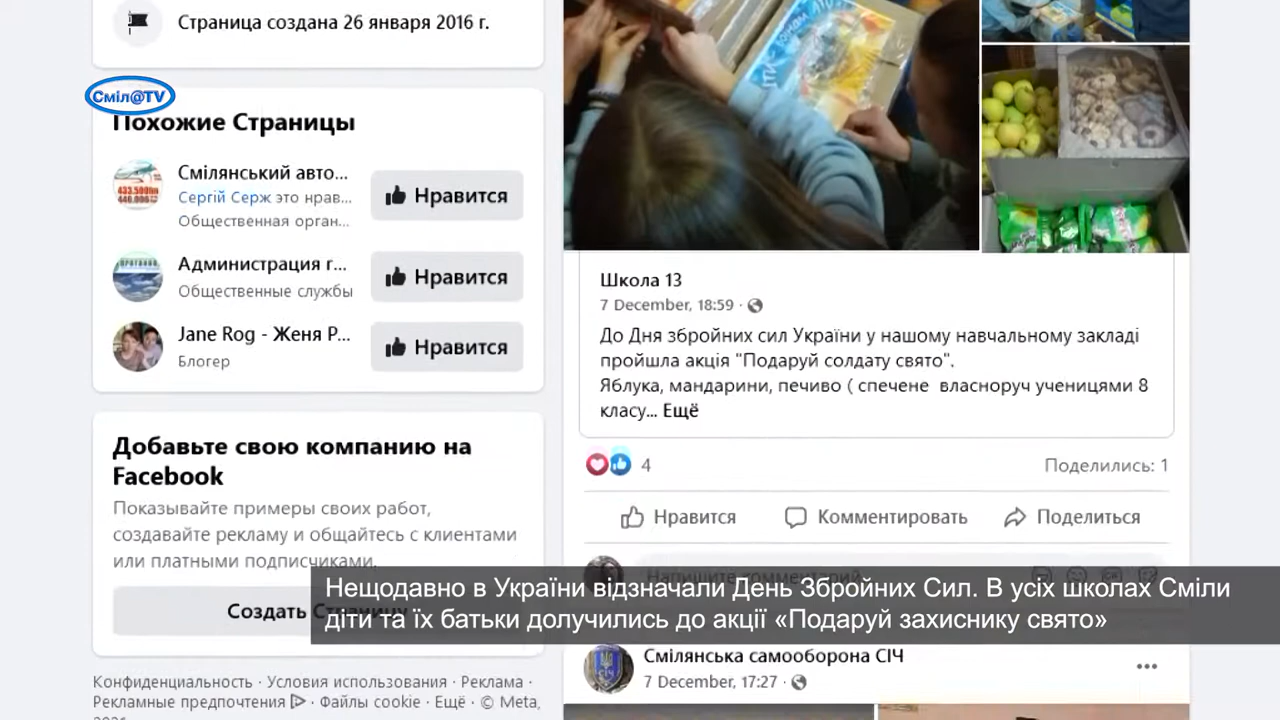 Страница создана 26 января 2016 г.
Сміл@TV
Похожие Страницы
Смілянський авто...
Сергій Серж это нрав...
Общественная орган...
Нравится
Администрация г...
Общественные службы
Нравится
Jane Rog - Женя Р...
Блогер
Нравится
Добавьте свою компанию на
Facebook
Показывайте примеры своих работ,
создавайте рекламу и общайтесь с клиентами
или платными подписчиками.
Создать Страницу
Конфиденциальность · Условия использования · Реклама ·
Рекламные предпочтения · Файлы cookie · Ещё · © Meta,
Школа 13
7 December, 18:59 ·
До Дня збройних сил України у нашому навчальному закладі
пройшла акція "Подаруй солдату свято".
Яблука, мандарини, печиво ( спечене власноруч ученицями 8
класу... Ещё
4
Поделились: 1
Нравится
Комментировать
Поделиться
Напишите комментарий
Нещодавно в України відзначали День Збройних Сил. В усіх школах Сміли
діти та їх батьки долучились до акції «Подаруй захиснику свято»
Смілянська самооборона СІЧ
7 December, 17:27 ·
СІЧ